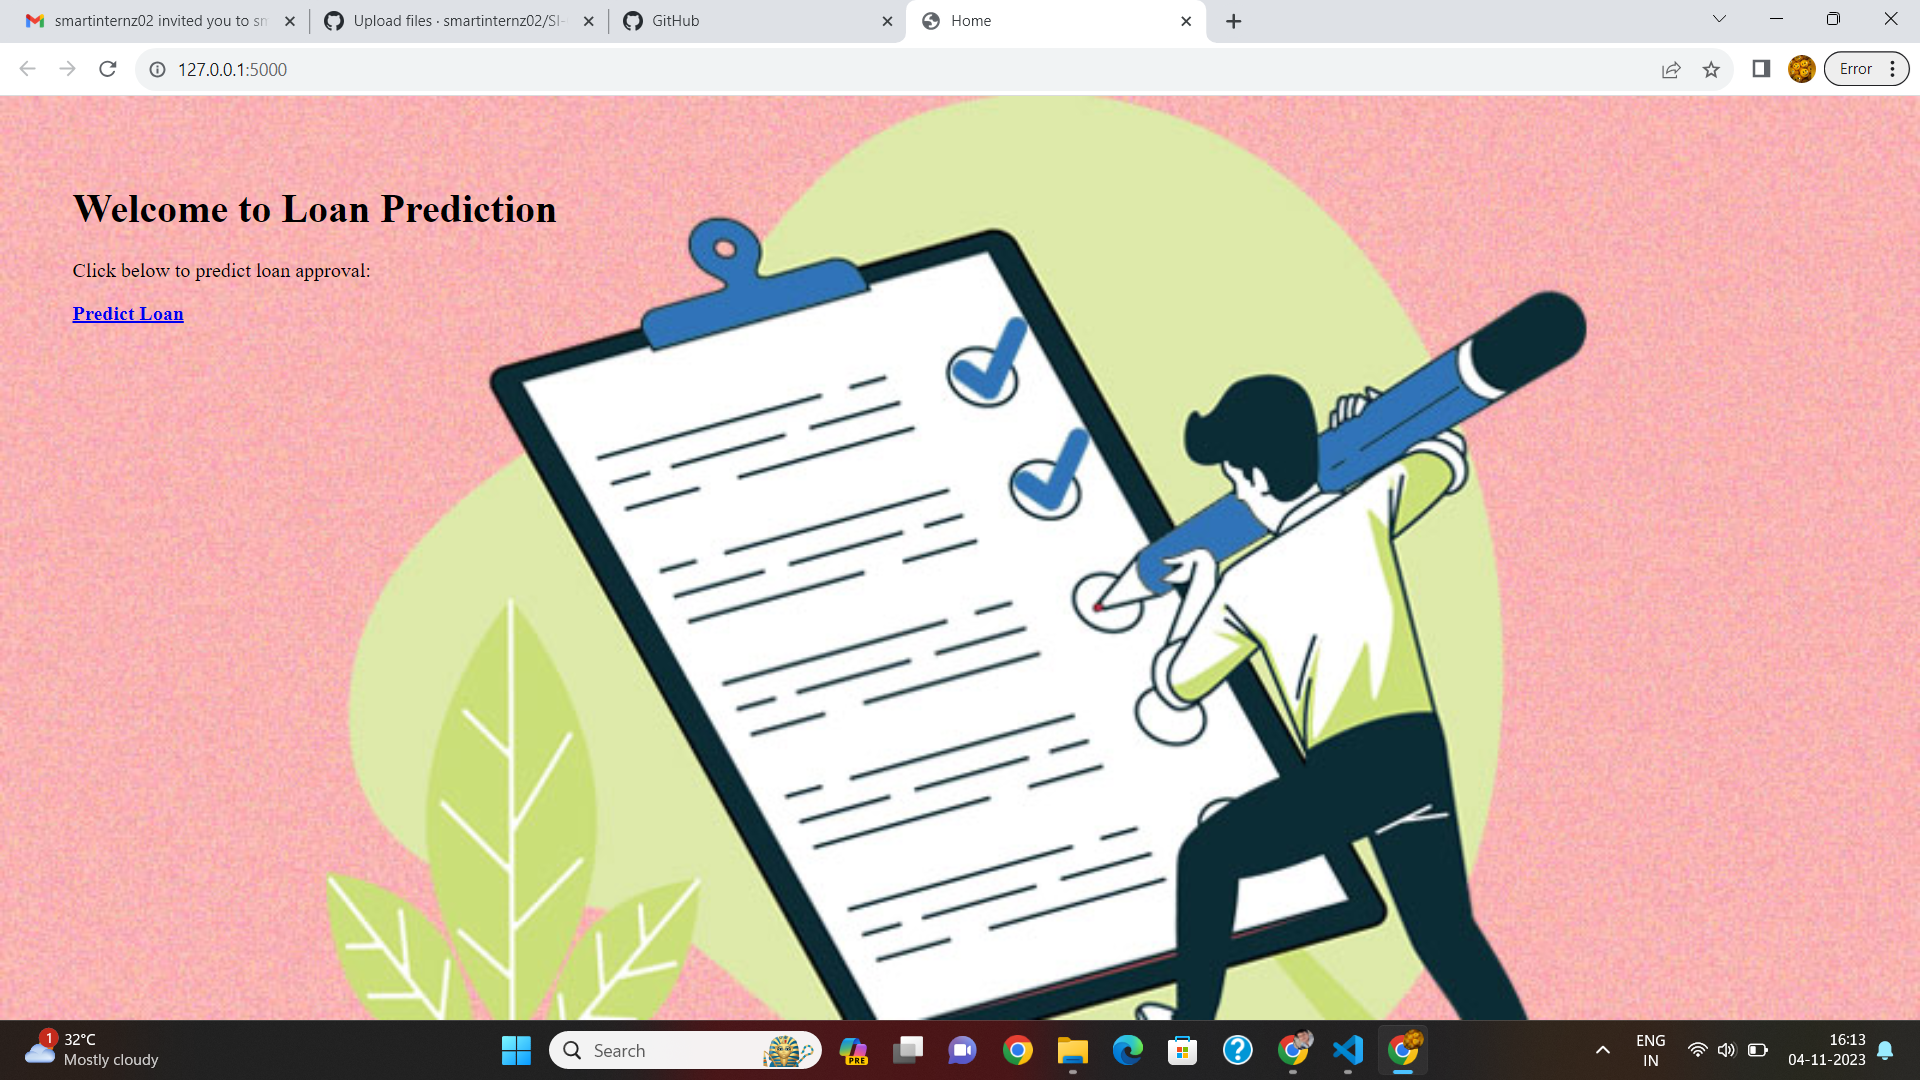 smartinternz02 invited you to sm
Upload files · smartinternz02/SI-
GitHub
Home
127.0.0.1:5000
Error
Welcome to Loan Prediction
Click below to predict loan approval:
Predict Loan
1
32°C
Mostly cloudy
Search
PRE
ENG
IN
16:13
04-11-2023